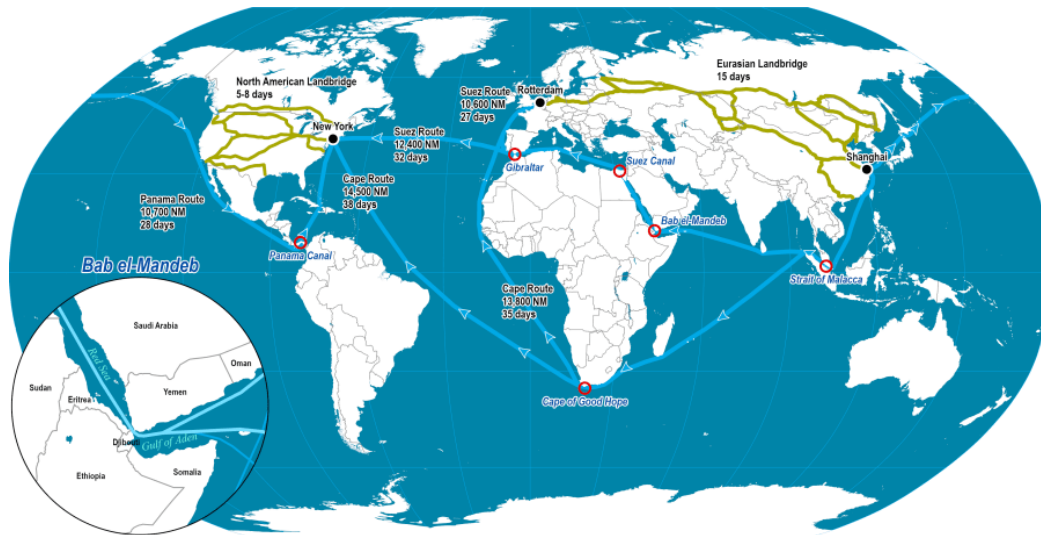 North American Landbridge
5-8 days
New York
Suez Route
10,600 NM
27 days
Rotterdam
Eurasian Landbridge
15 days
Suez Route
12,400 NM
32 days
Gibraltar
Suez Canal
Shanghai
Cape Route
14,500 NM
38 days
Panama Route
10,700 NM
28 days
Panama Canal
Bab el-Mandeb
Strait of Malacca
Cape Route
13,800 NM
35 days
Cape of Good Hope
Bab el-Mandeb
Saudi Arabia
Red Sea
Oman
Sudan
Yemen
Eritrea
Djibouti
Gulf of Aden
Ethiopia
Somalia